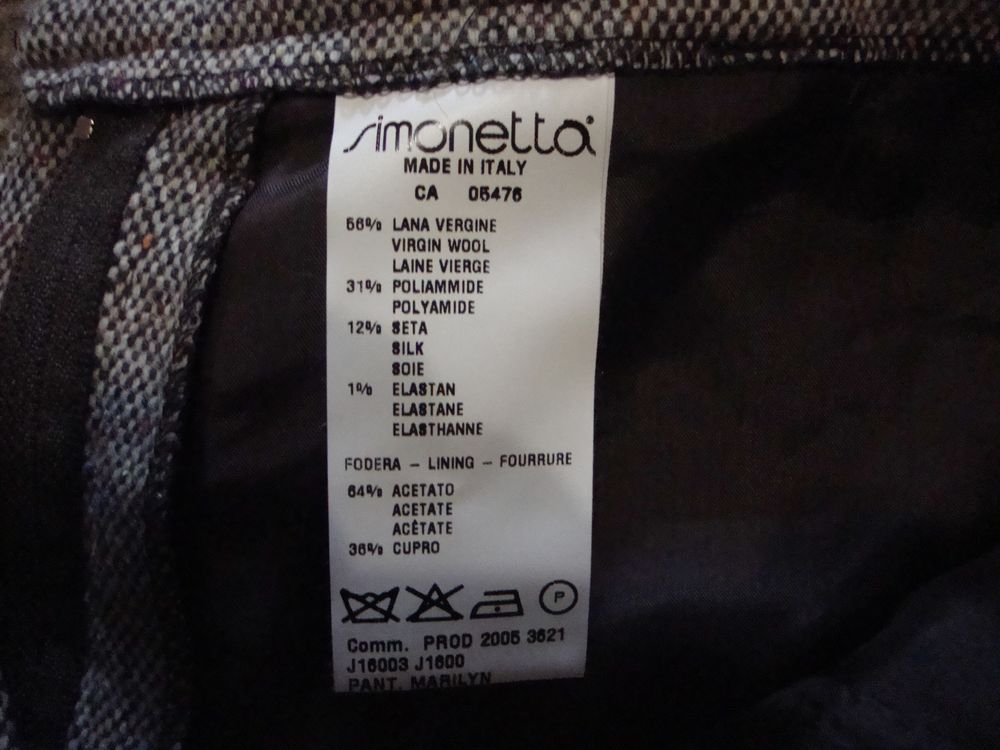 simonetta
MADE IN ITALY
CA 05476
56% LANA VERGINE
VIRGIN WOOL
LAINE VIERGE
31% POLIAMMIDE
POLYAMIDE
12% SETA
SILK
SOIE
1% ELASTAN
ELASTANE
ELASTHANNE
FODERA – LINING – FOURRURE
64% ACETATO
ACETATE
ACÊTATE
36% CUPRO
P
Comm. PROD 2005 3621
J16003 J1600
PANT. MARILYN